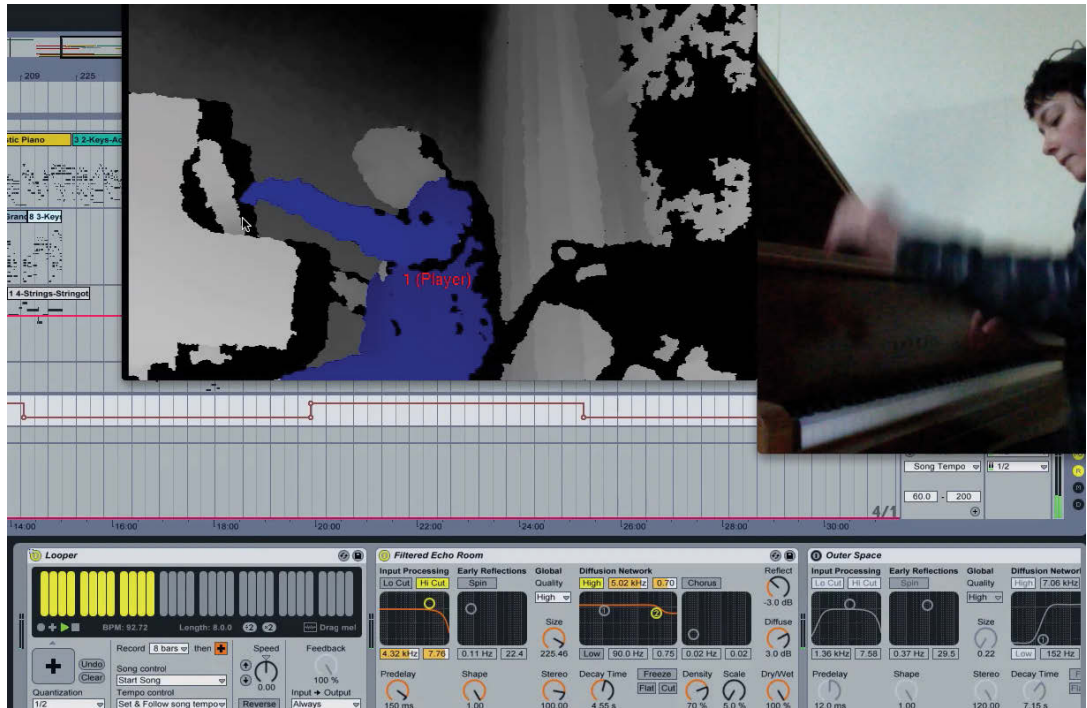 209 225
tic Piano 3 2-Keys-Ac
Grand 8 3-Key
1 4-Strings-Stringot
1 (Player)
Song Tempo 1/2
60.0 - 200
4/1
14:00 16:00 18:00 20:00 22:00 24:00 26:00 28:00 30:00
Looper
BPM: 92.72 Length: 8.0.0 ÷2 ×2 Drag me!
Record 8 bars then +
Undo
Clear
Song control
Start Song
Tempo control
Set & Follow song tempo
Quantization
1/2
Speed
0.00
Reverse
Feedback
100 %
Input → Output
Always
Filtered Echo Room
Input Processing Early Reflections Global Diffusion Network Reflect
Lo Cut Hi Cut Spin Quality High 5.02 kHz 0.70 Chorus
High
-3.0 dB
1 2
Size Diffuse
4.32 kHz 7.76 0.11 Hz 22.4 225.46 Low 90.0 Hz 0.75 0.02 Hz 0.02 3.0 dB
Predelay Shape Stereo Decay Time Freeze Density Scale Dry/Wet
Flat Cut
150 ms 1.00 100.00 4.55 s 70 % 5.0 % 100 %
Outer Space
Input Processing Early Reflections Global Diffusion Networ
Lo Cut Hi Cut Spin Quality High 7.06 kHz
High
Size
1
1.36 kHz 7.58 0.37 Hz 29.5 0.22 Low 152 Hz
Predelay Shape Stereo Decay Time
12.0 ms 1.00 120.00 7.15 s